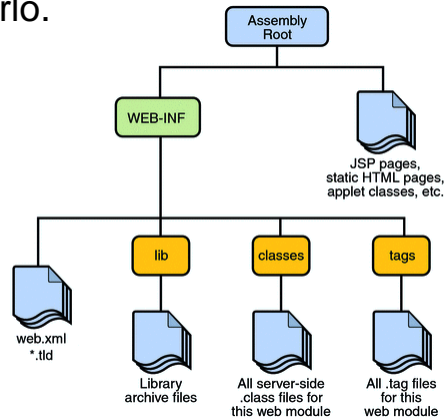 rlo.
Assembly
Root
WEB-INF
JSP pages,
static HTML pages,
applet classes, etc.
lib
classes
tags
web.xml
*.tld
Library
archive files
All server-side
.class files for
this web module
All .tag files
for this
web module